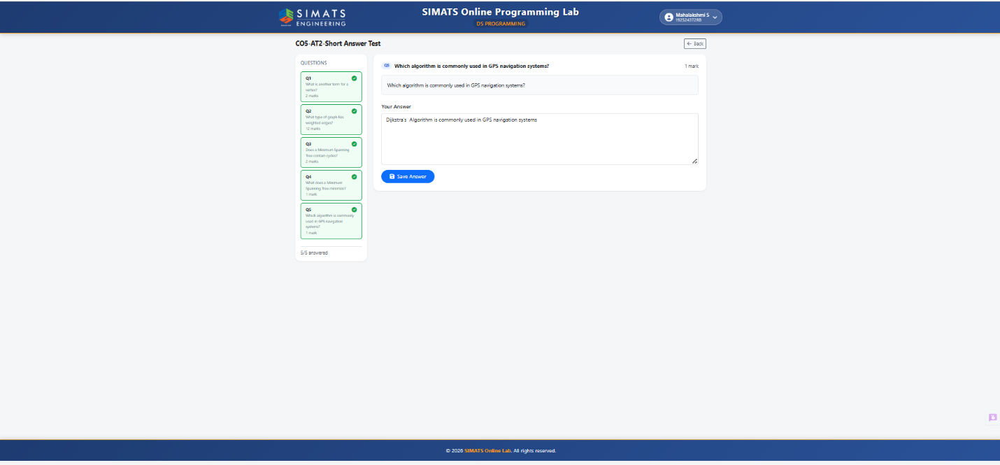 SIMATS
ENGINEERING
SIMATS Online Programming Lab
DS PROGRAMMING
Mahalakshmi S
192524372RB
CO5-AT2-Short Answer Test
← Back
QUESTIONS
Q1
What is another term for a
vertex?
2 marks
Q2
What type of graph has
weighted edges?
12 marks
Q3
Does a Minimum Spanning
Tree contain cycles?
2 marks
Q4
What does a Minimum
Spanning Tree minimize?
1 mark
Q5
Which algorithm is commonly
used in GPS navigation
systems?
1 mark
5/5 answered
Q5 Which algorithm is commonly used in GPS navigation systems? 1 mark
Which algorithm is commonly used in GPS navigation systems?
Your Answer
Dijkstra's  Algorithm is commonly used in GPS navigation systems
Save Answer
© 2026 SIMATS Online Lab. All rights reserved.